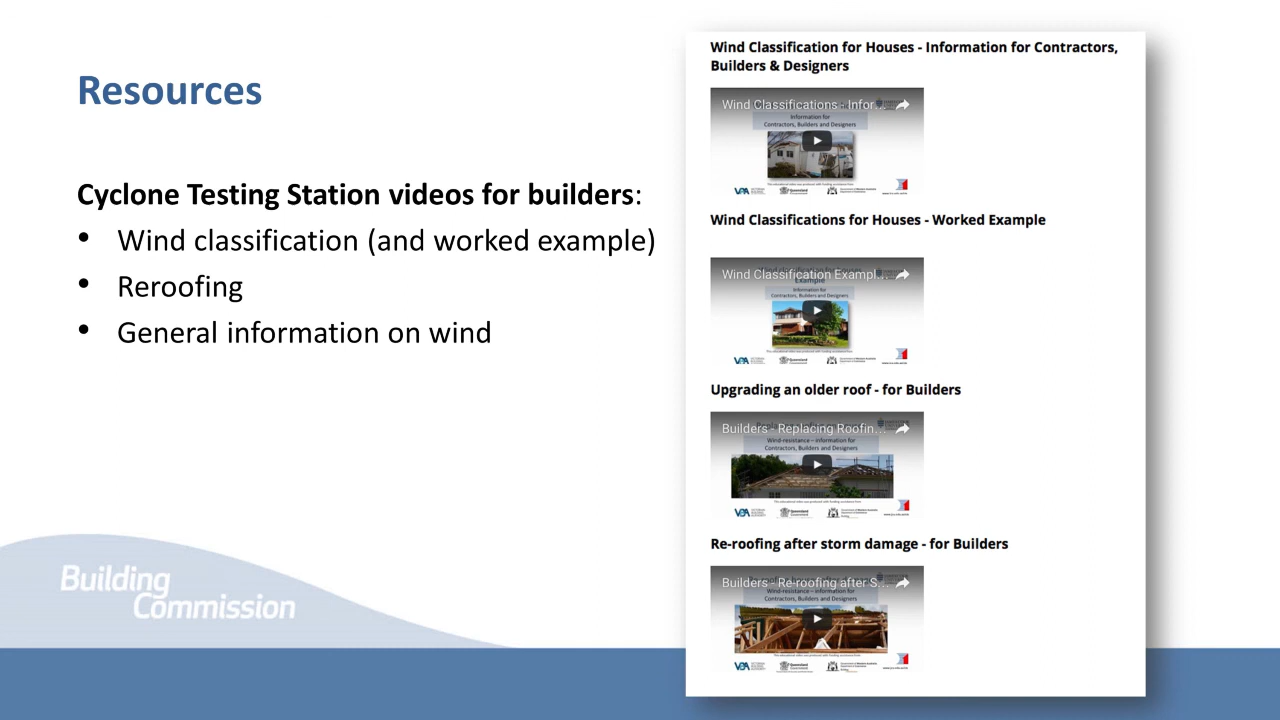 Resources
Cyclone Testing Station videos for builders:
• Wind classification (and worked example)
• Reroofing
• General information on wind
Building
Commission
Wind Classification for Houses - Information for Contractors,
Builders & Designers
Wind Classifications - Infor...
Information for
Contractors, Builders and Designers
Wind Classifications for Houses - Worked Example
Wind Classification Exampl...
Example
Information for
Contractors, Builders and Designers
Upgrading an older roof - for Builders
Builders - Replacing Roofin...
Wind-resistance – information for
Contractors, Builders and Designers
Re-roofing after storm damage - for Builders
Builders - Re-roofing after S...
Wind-resistance – information for
Contractors, Builders and Designers